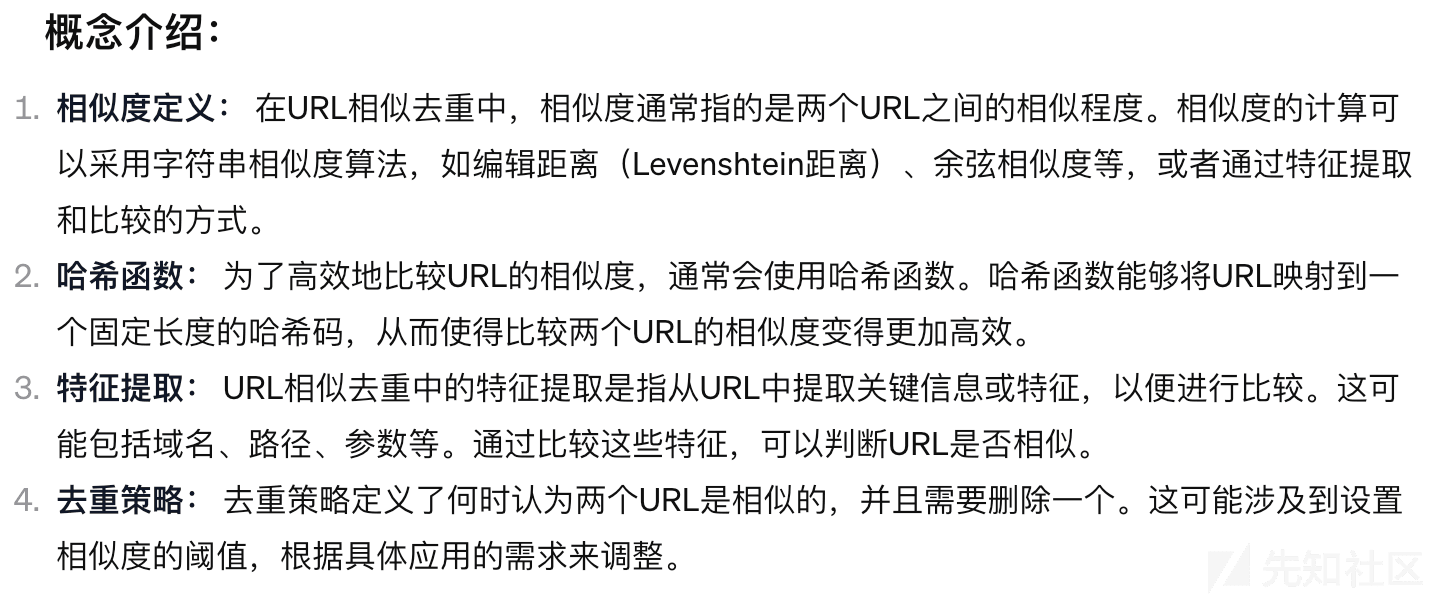 概念介绍：
1. 相似度定义： 在URL相似去重中，相似度通常指的是两个URL之间的相似程度。相似度的计算可
以采用字符串相似度算法，如编辑距离（Levenshtein距离）、余弦相似度等，或者通过特征提取
和比较的方式。
2. 哈希函数： 为了高效地比较URL的相似度，通常会使用哈希函数。哈希函数能够将URL映射到一
个固定长度的哈希码，从而使得比较两个URL的相似度变得更加高效。
3. 特征提取： URL相似去重中的特征提取是指从URL中提取关键信息或特征，以便进行比较。这可
能包括域名、路径、参数等。通过比较这些特征，可以判断URL是否相似。
4. 去重策略： 去重策略定义了何时认为两个URL是相似的，并且需要删除一个。这可能涉及到设置
相似度的阈值，根据具体应用的需求来调整。
先知社区